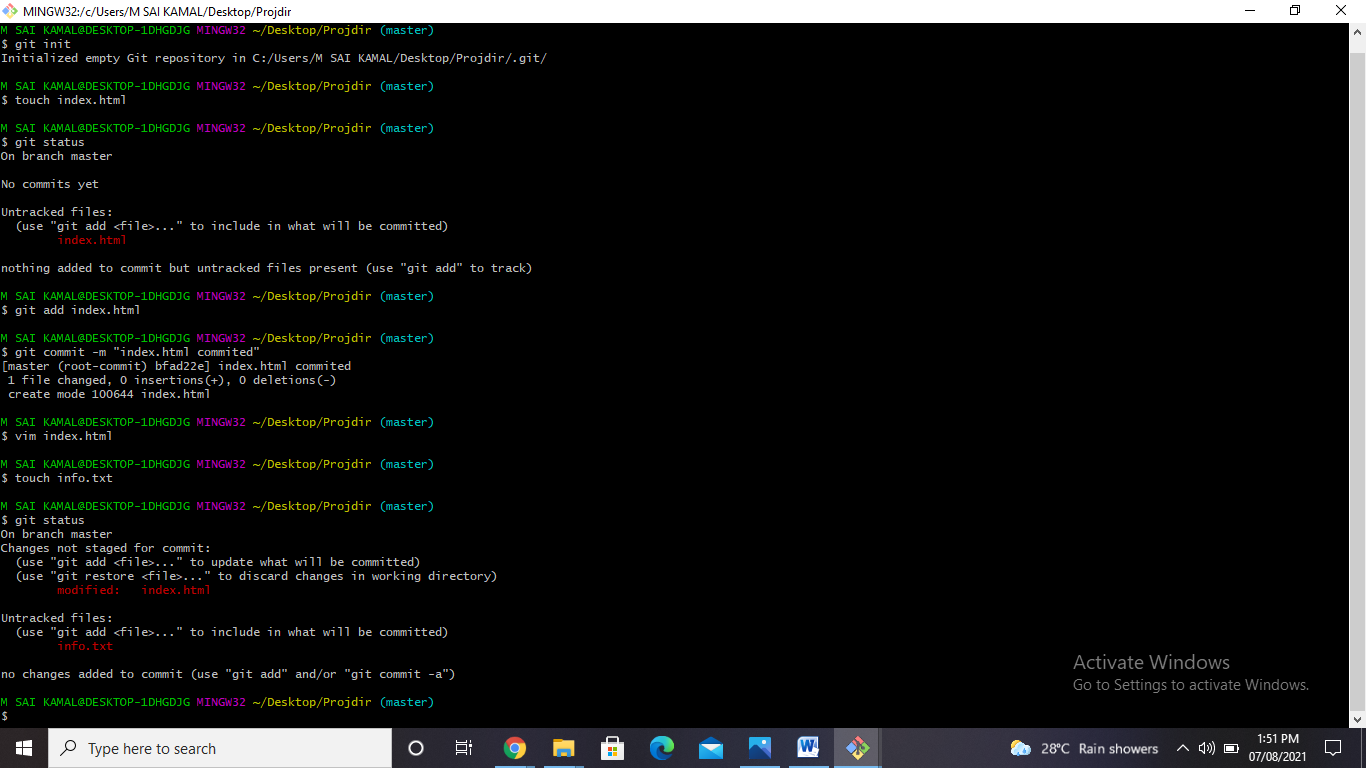 MINGW32:/c/Users/M SAI KAMAL/Desktop/Projdir
M SAI KAMAL@DESKTOP-1DHGDJG MINGW32 ~/Desktop/Projdir (master)
$ git init
Initialized empty Git repository in C:/Users/M SAI KAMAL/Desktop/Projdir/.git/
M SAI KAMAL@DESKTOP-1DHGDJG MINGW32 ~/Desktop/Projdir (master)
$ touch index.html
M SAI KAMAL@DESKTOP-1DHGDJG MINGW32 ~/Desktop/Projdir (master)
$ git status
On branch master
No commits yet
Untracked files:
  (use "git add <file>..." to include in what will be committed)
        index.html
nothing added to commit but untracked files present (use "git add" to track)
M SAI KAMAL@DESKTOP-1DHGDJG MINGW32 ~/Desktop/Projdir (master)
$ git add index.html
M SAI KAMAL@DESKTOP-1DHGDJG MINGW32 ~/Desktop/Projdir (master)
$ git commit -m "index.html commited"
[master (root-commit) bfad22e] index.html commited
 1 file changed, 0 insertions(+), 0 deletions(-)
 create mode 100644 index.html
M SAI KAMAL@DESKTOP-1DHGDJG MINGW32 ~/Desktop/Projdir (master)
$ vim index.html
M SAI KAMAL@DESKTOP-1DHGDJG MINGW32 ~/Desktop/Projdir (master)
$ touch info.txt
M SAI KAMAL@DESKTOP-1DHGDJG MINGW32 ~/Desktop/Projdir (master)
$ git status
On branch master
Changes not staged for commit:
  (use "git add <file>..." to update what will be committed)
  (use "git restore <file>..." to discard changes in working directory)
        modified:   index.html
Untracked files:
  (use "git add <file>..." to include in what will be committed)
        info.txt
no changes added to commit (use "git add" and/or "git commit -a")
M SAI KAMAL@DESKTOP-1DHGDJG MINGW32 ~/Desktop/Projdir (master)
$
Activate Windows
Go to Settings to activate Windows.
Type here to search
28°C Rain showers
1:51 PM
07/08/2021